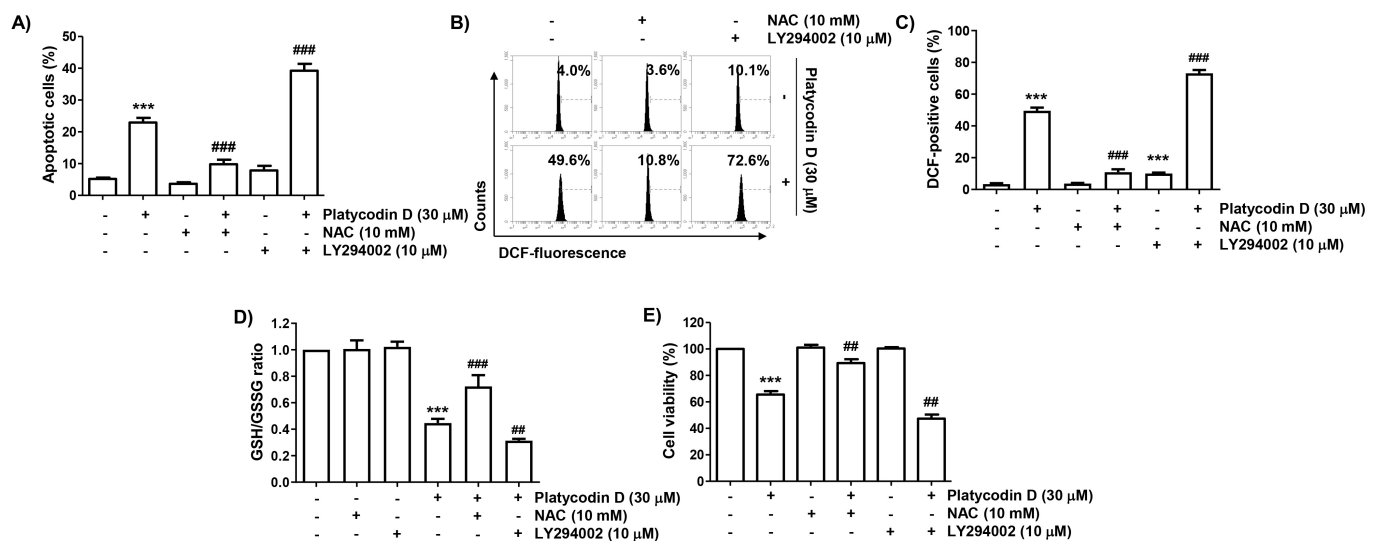 A)
Apoptotic cells (%)
50
40
30
20
10
0
***
###
###
- + - + - + Platycodin D (30 μM)
- - + + - - NAC (10 mM)
- - - - + + LY294002 (10 μM)
B)
- + - NAC (10 mM)
- - + LY294002 (10 μM)
4.0% 3.6% 10.1%
49.6% 10.8% 72.6%
- +
Platycodin D (30 μM)
Counts
DCF-fluorescence
C)
DCF-positive cells (%)
100
80
60
40
20
0
***
###
***
###
- + - + - + Platycodin D (30 μM)
- - + + - - NAC (10 mM)
- - - - + + LY294002 (10 μM)
D)
GSH/GSSG ratio
1.2
1.0
0.8
0.6
0.4
0.2
0.0
***
###
##
- - - + + + Platycodin D (30 μM)
- + - - + - NAC (10 mM)
- - + - - + LY294002 (10 μM)
E)
Cell viability (%)
120
100
80
60
40
20
0
***
##
##
- + - + - + Platycodin D (30 μM)
- - + + - - NAC (10 mM)
- - - - + + LY294002 (10 μM)